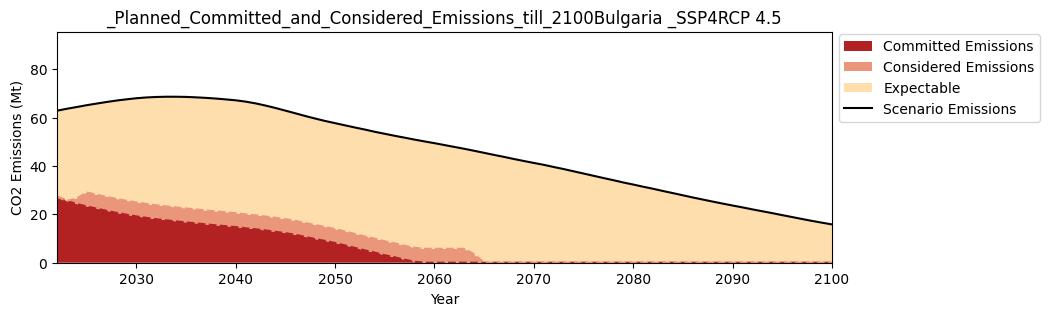 _Planned_Committed_and_Considered_Emissions_till_2100Bulgaria _SSP4RCP 4.5
Committed Emissions
Considered Emissions
Expectable
Scenario Emissions
CO2 Emissions (Mt)
80
60
40
20
0
2030 2040 2050 2060 2070 2080 2090 2100
Year